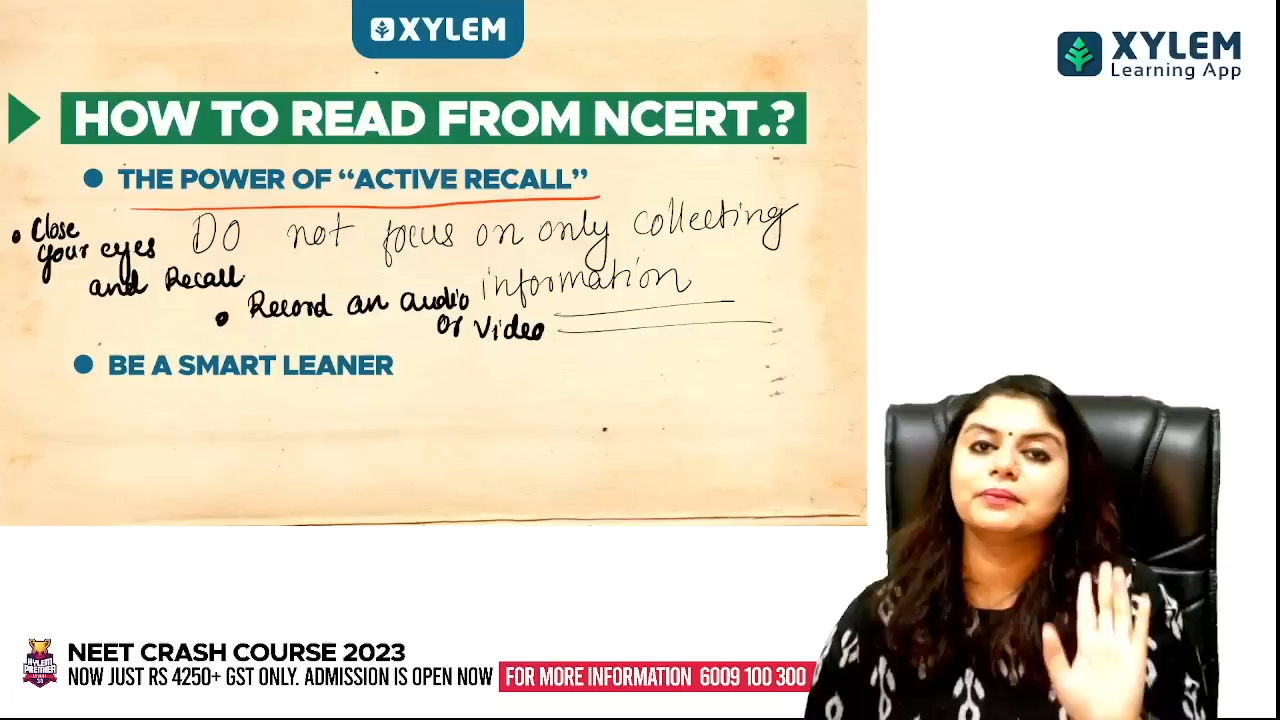 XYLEM
XYLEM
Learning App
HOW TO READ FROM NCERT.?
THE POWER OF “ACTIVE RECALL”
• Close
your eyes
and Recall
Do not focus on only collecting
information
• Record an audio
or video
BE A SMART LEANER
NEET CRASH COURSE 2023
NOW JUST RS 4250+ GST ONLY. ADMISSION IS OPEN NOW
FOR MORE INFORMATION 6009 100 300